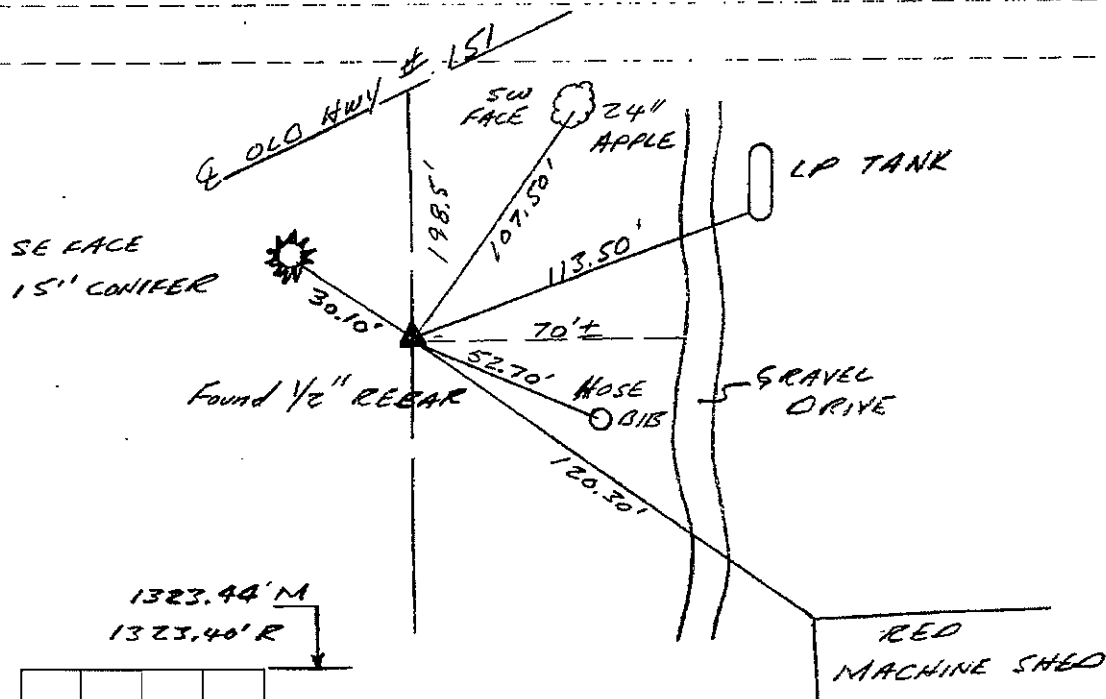 ℄ OLD HWY # 151
SW
FACE
24"
APPLE
LP TANK
198.5'
107.50'
113.50'
SE FACE
15" CONIFER
30.10'
70'±
52.70'
Found 1/2" REBAR
HOSE
BIB
GRAVEL
DRIVE
120.30'
1323.44' M
1323.40' R
RED
MACHINE SHED